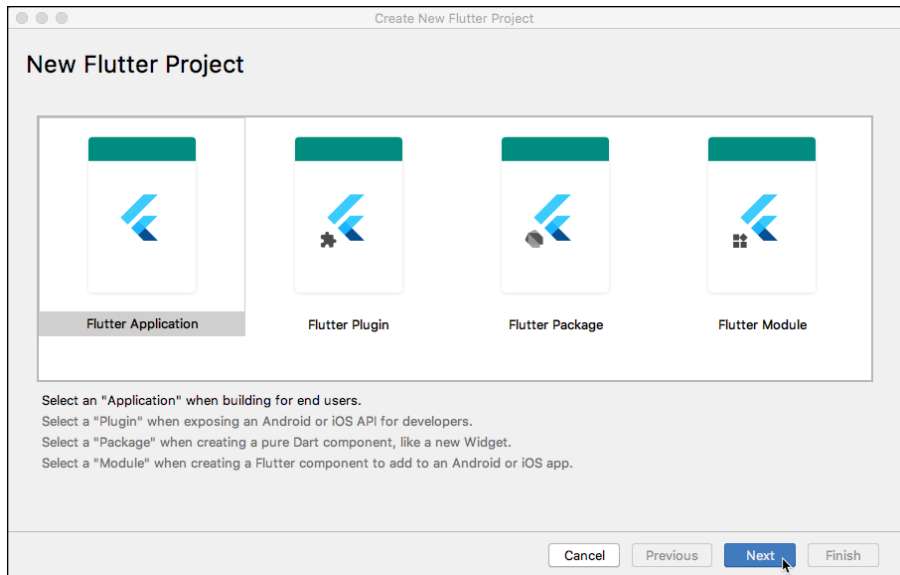 Create New Flutter Project
New Flutter Project
Flutter Application
Flutter Plugin
Flutter Package
Flutter Module
Select an "Application" when building for end users.
Select a "Plugin" when exposing an Android or iOS API for developers.
Select a "Package" when creating a pure Dart component, like a new Widget.
Select a "Module" when creating a Flutter component to add to an Android or iOS app.
Cancel
Previous
Next
Finish